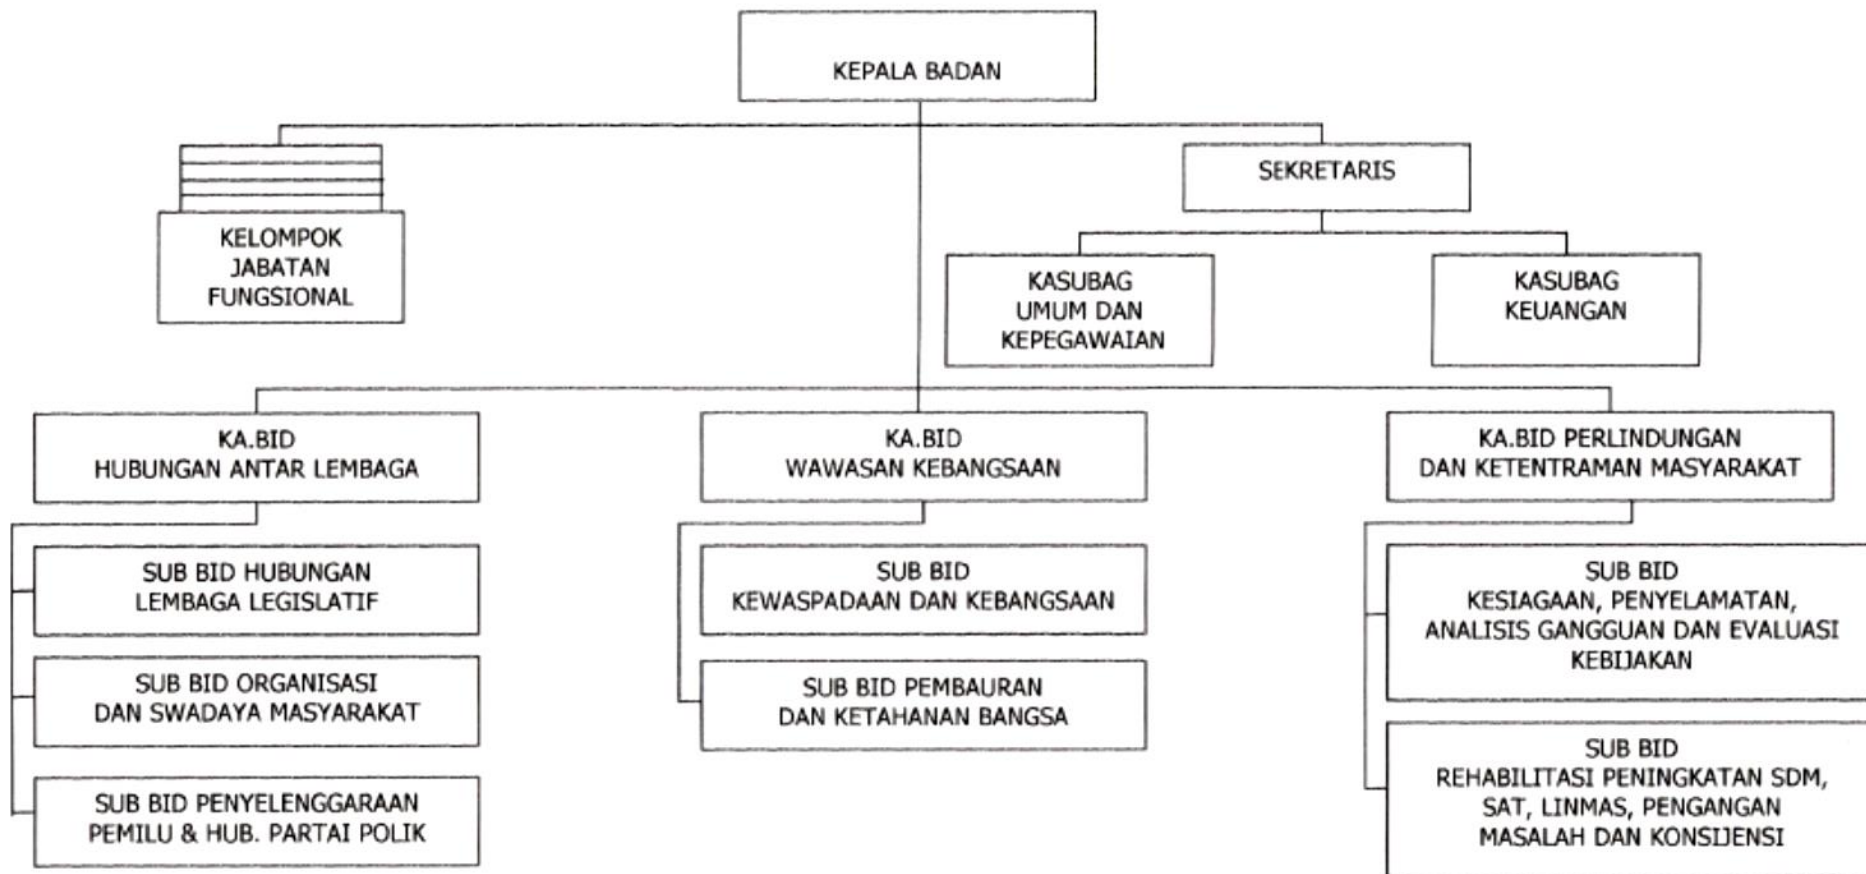 KEPALA BADAN
SEKRETARIS
KELOMPOK
JABATAN
FUNGSIONAL
KASUBAG
UMUM DAN
KEPEGAWAIAN
KASUBAG
KEUANGAN
KA.BID
HUBUNGAN ANTAR LEMBAGA
KA.BID
WAWASAN KEBANGSAAN
KA.BID PERLINDUNGAN
DAN KETENTRAMAN MASYARAKAT
SUB BID HUBUNGAN
LEMBAGA LEGISLATIF
SUB BID ORGANISASI
DAN SWADAYA MASYARAKAT
SUB BID PENYELENGGARAAN
PEMILU & HUB. PARTAI POLIK
SUB BID
KEWASPADAAN DAN KEBANGSAAN
SUB BID PEMBAURAN
DAN KETAHANAN BANGSA
SUB BID
KESIAGAAN, PENYELAMATAN,
ANALISIS GANGGUAN DAN EVALUASI
KEBIJAKAN
SUB BID
REHABILITASI PENINGKATAN SDM,
SAT, LINMAS, PENGANGAN
MASALAH DAN KONSIJENSI